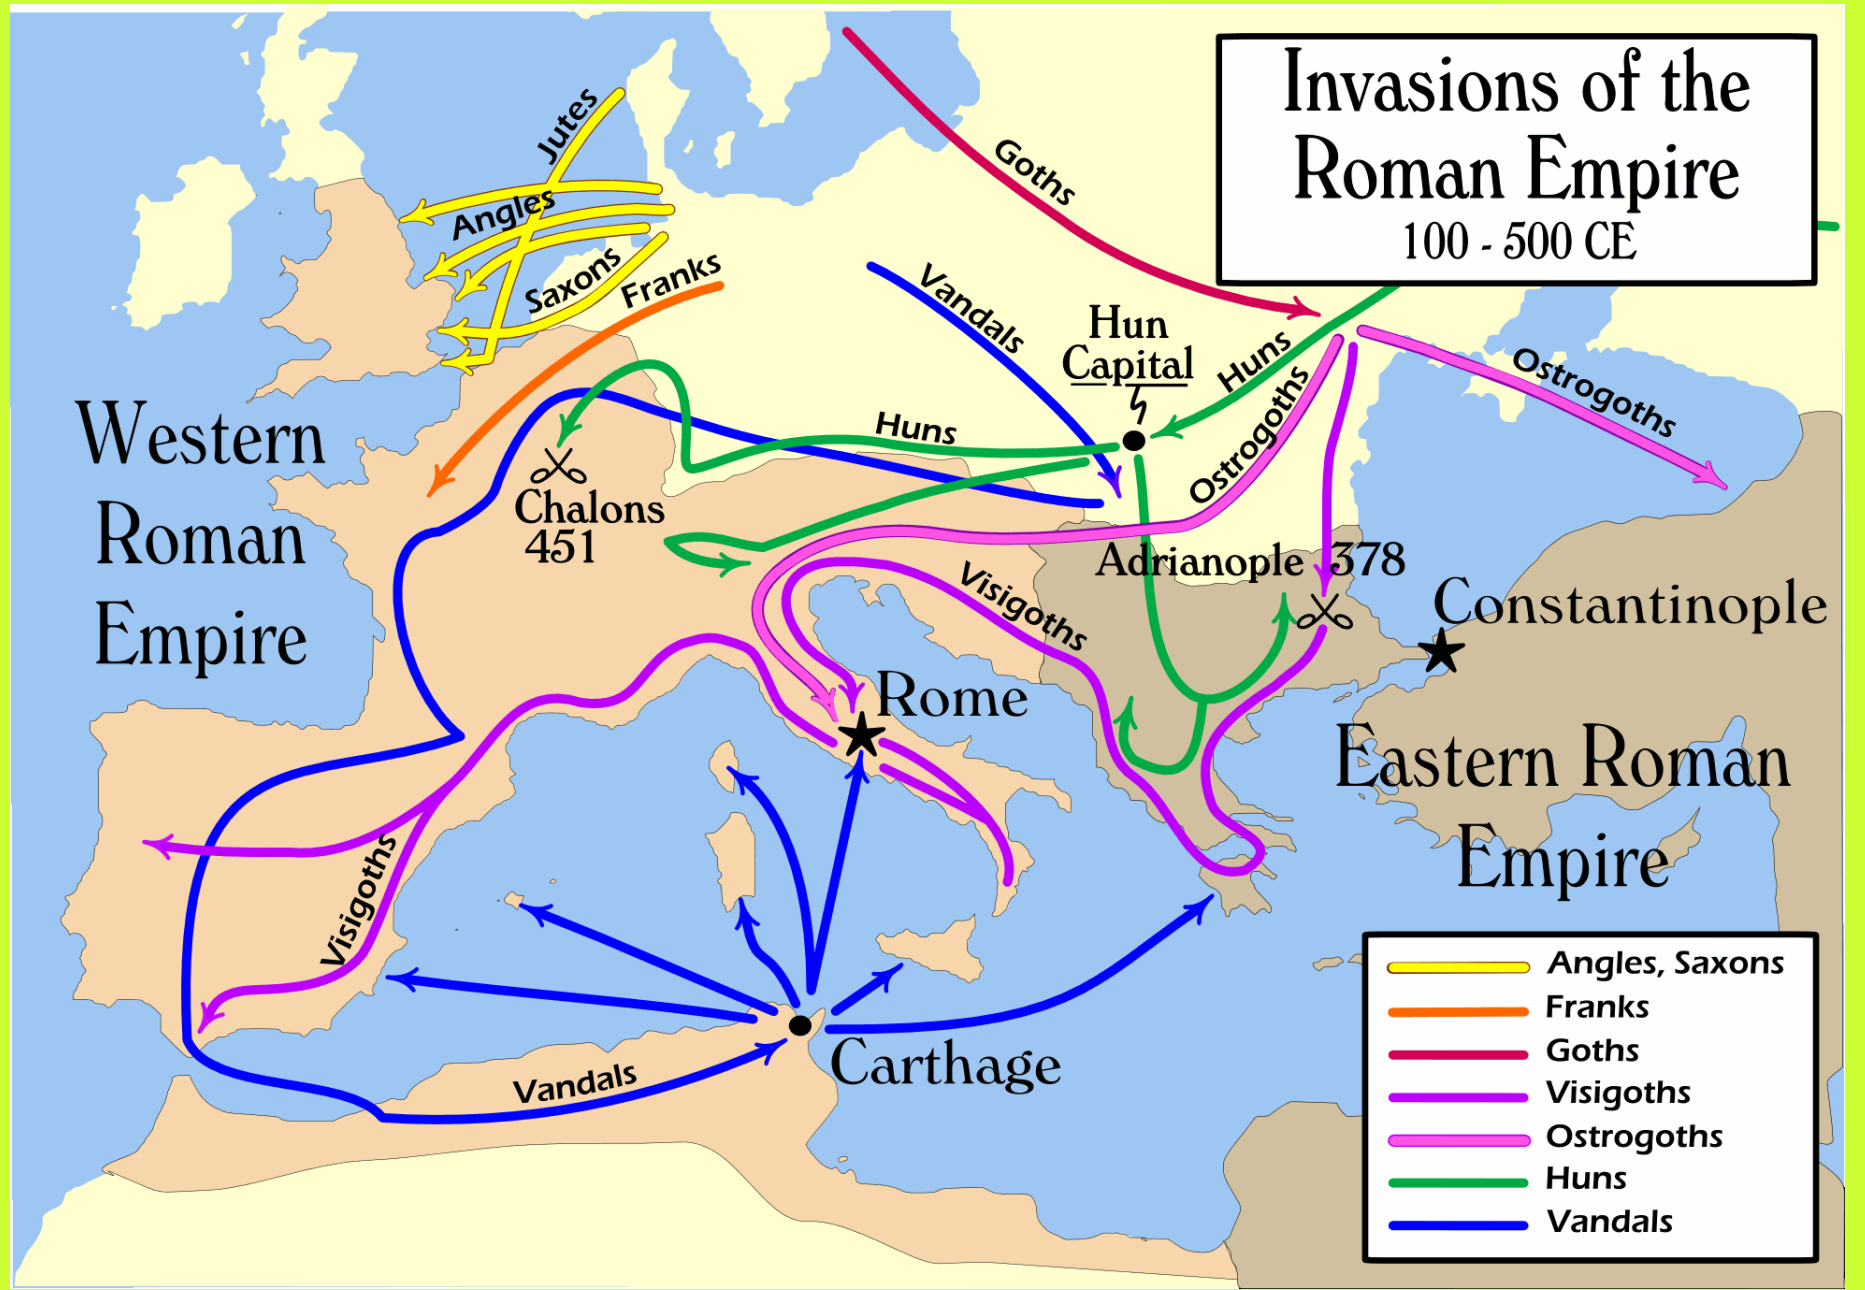 Invasions of the
Roman Empire
100 - 500 CE
Jutes
Angles
Saxons
Franks
Goths
Vandals
Hun
Capital
Huns
Ostrogoths
Ostrogoths
Huns
Western
Roman
Empire
Chalons
451
Adrianople 378
Constantinople
Visigoths
Rome
Eastern Roman
Empire
Visigoths
Vandals
Carthage
Angles, Saxons
Franks
Goths
Visigoths
Ostrogoths
Huns
Vandals